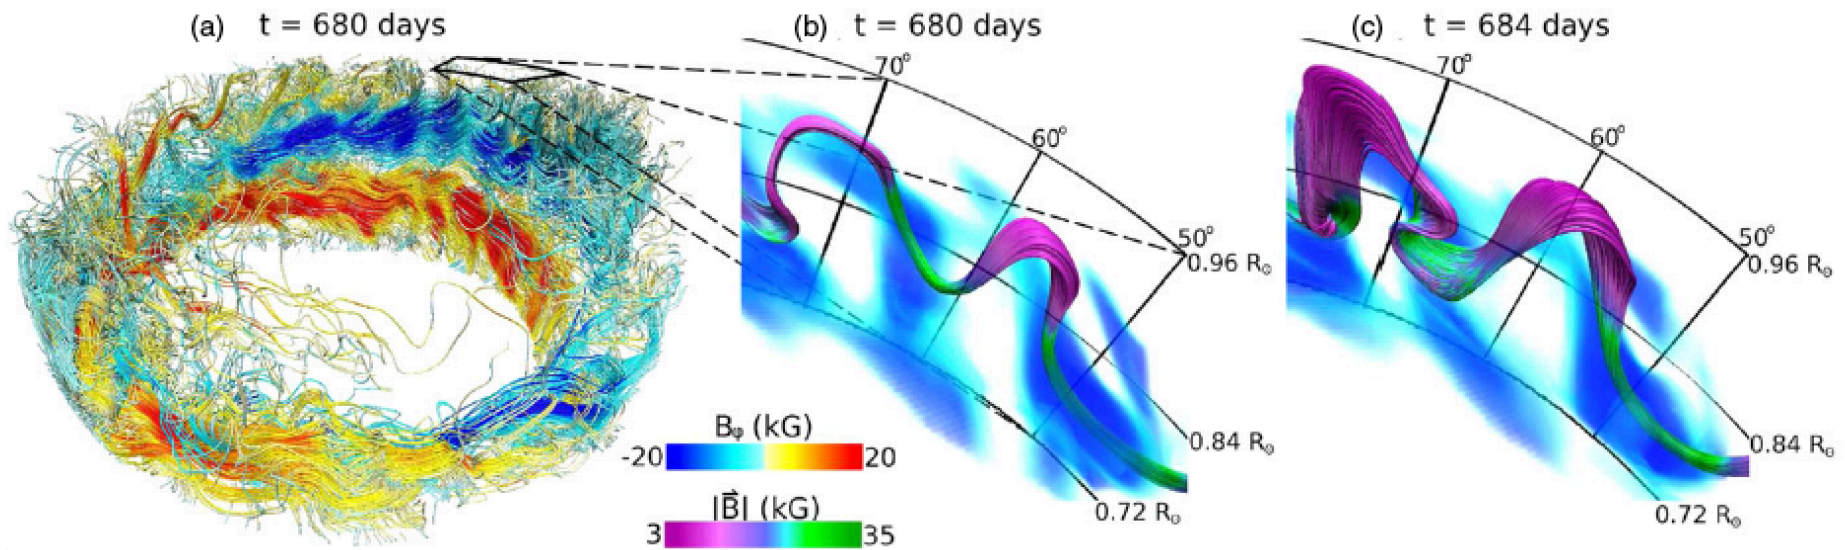 (a) t = 680 days
(b) t = 680 days
(c) t = 684 days
70°
60°
50°
0.96 R⊙
0.84 R⊙
0.72 R⊙
70°
60°
50°
0.96 R⊙
0.84 R⊙
0.72 R⊙
Bφ (kG)
-20 20
|B⃗| (kG)
3 35